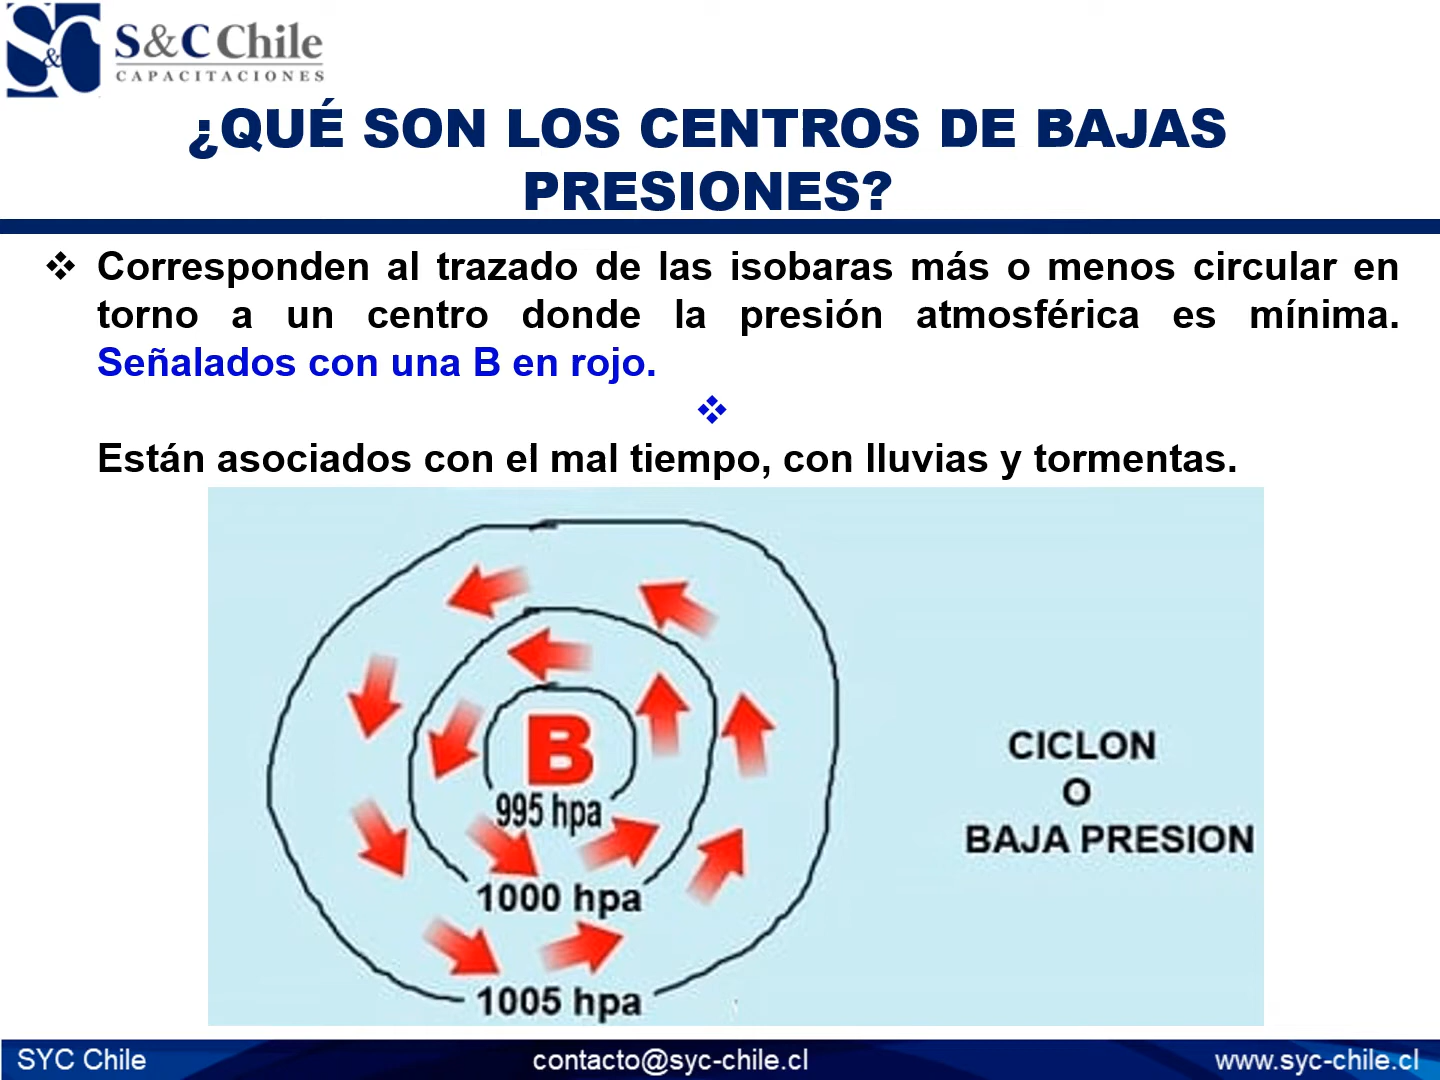 S&C Chile
CAPACITACIONES
¿QUÉ SON LOS CENTROS DE BAJAS
PRESIONES?
❖ Corresponden al trazado de las isobaras más o menos circular en
torno a un centro donde la presión atmosférica es mínima.
Señalados con una B en rojo.
❖
Están asociados con el mal tiempo, con lluvias y tormentas.
B
995 hpa
1000 hpa
1005 hpa
CICLON
O
BAJA PRESION
SYC Chile
contacto@syc-chile.cl
www.syc-chile.cl